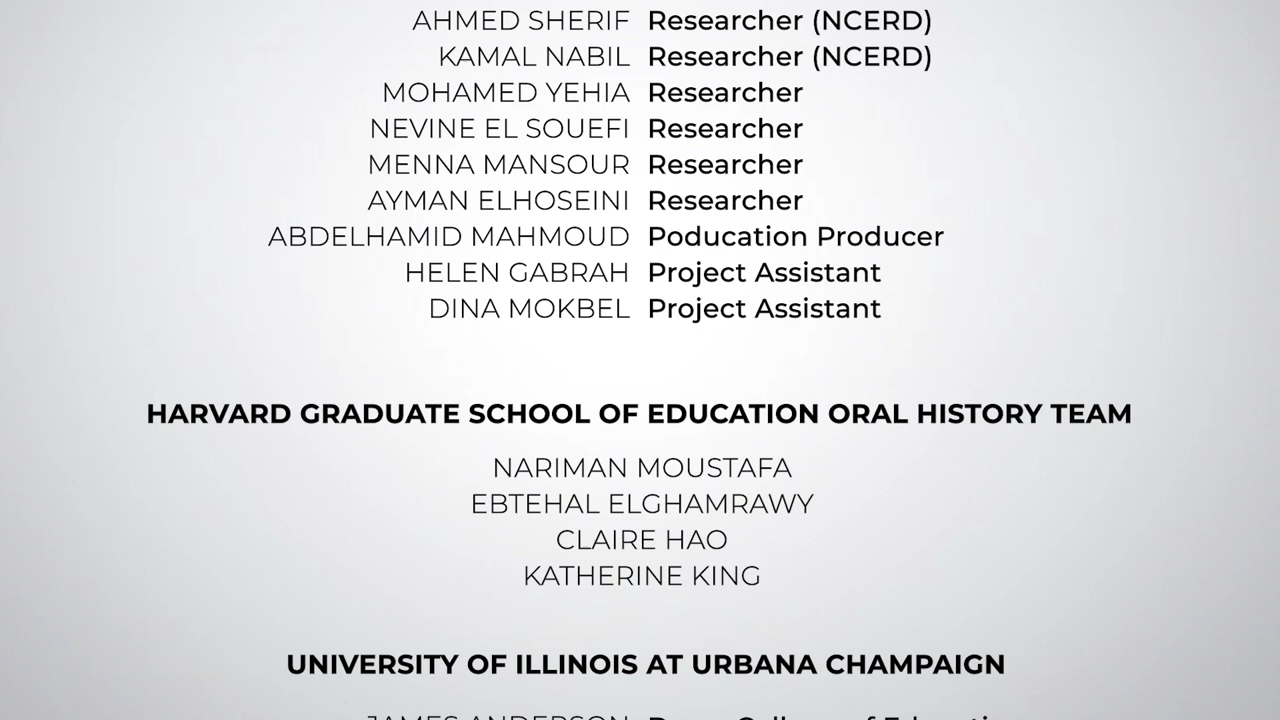 AHMED SHERIF Researcher (NCERD)
KAMAL NABIL Researcher (NCERD)
MOHAMED YEHIA Researcher
NEVINE EL SOUEFI Researcher
MENNA MANSOUR Researcher
AYMAN ELHOSEINI Researcher
ABDELHAMID MAHMOUD Poducation Producer
HELEN GABRAH Project Assistant
DINA MOKBEL Project Assistant
HARVARD GRADUATE SCHOOL OF EDUCATION ORAL HISTORY TEAM
NARIMAN MOUSTAFA
EBTEHAL ELGHAMRAWY
CLAIRE HAO
KATHERINE KING
UNIVERSITY OF ILLINOIS AT URBANA CHAMPAIGN
JAMES ANDERSON